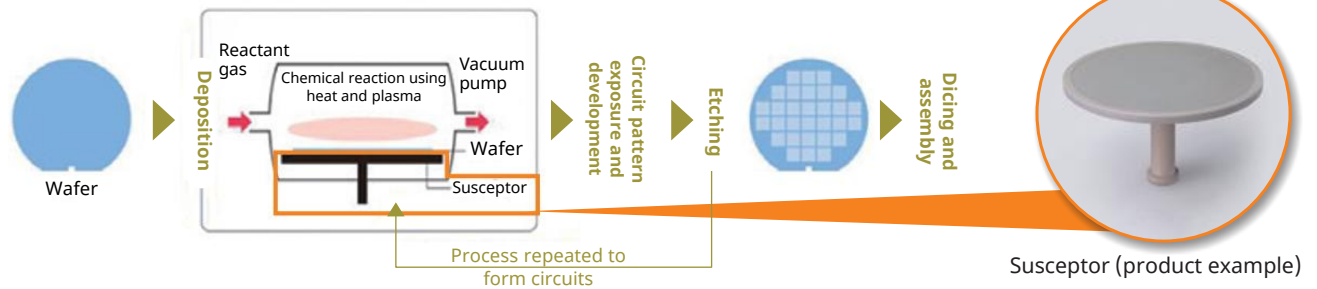 Wafer
Deposition
Reactant
gas
Chemical reaction using
heat and plasma
Vacuum
pump
Wafer
Susceptor
Circuit pattern
exposure and
development
Etching
Process repeated to
form circuits
Dicing and
assembly
Susceptor (product example)